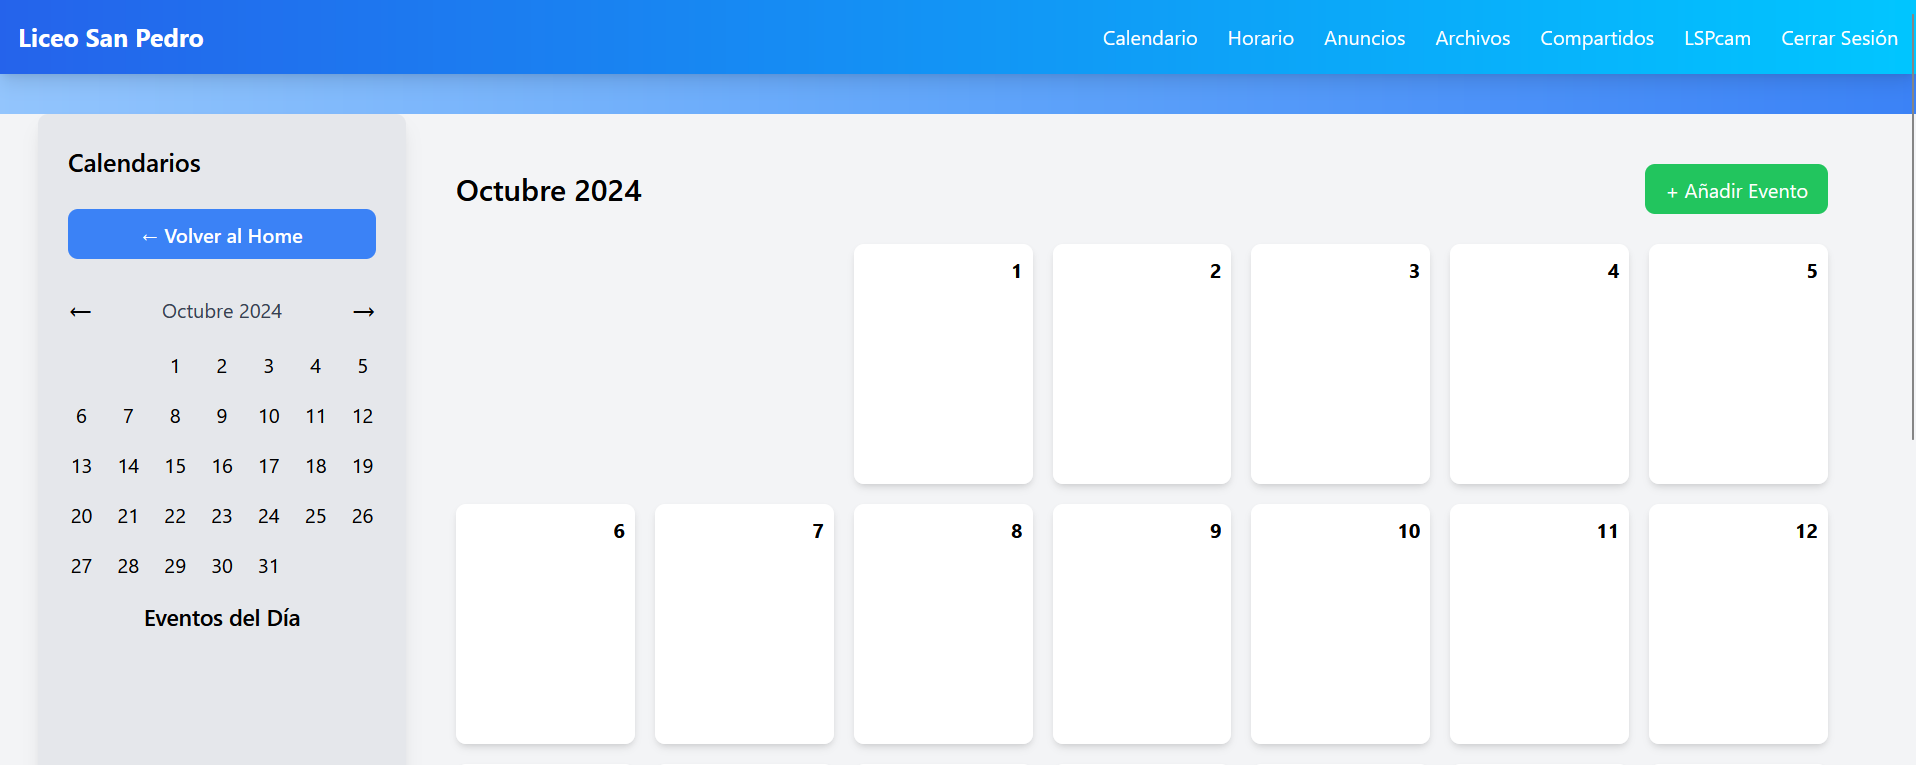 Liceo San Pedro
Calendario Horario Anuncios Archivos Compartidos LSPcam Cerrar Sesión
Calendarios
← Volver al Home
← Octubre 2024 →
1 2 3 4 5
6 7 8 9 10 11 12
13 14 15 16 17 18 19
20 21 22 23 24 25 26
27 28 29 30 31
Eventos del Día
Octubre 2024
+ Añadir Evento
1 2 3 4 5
6 7 8 9 10 11 12